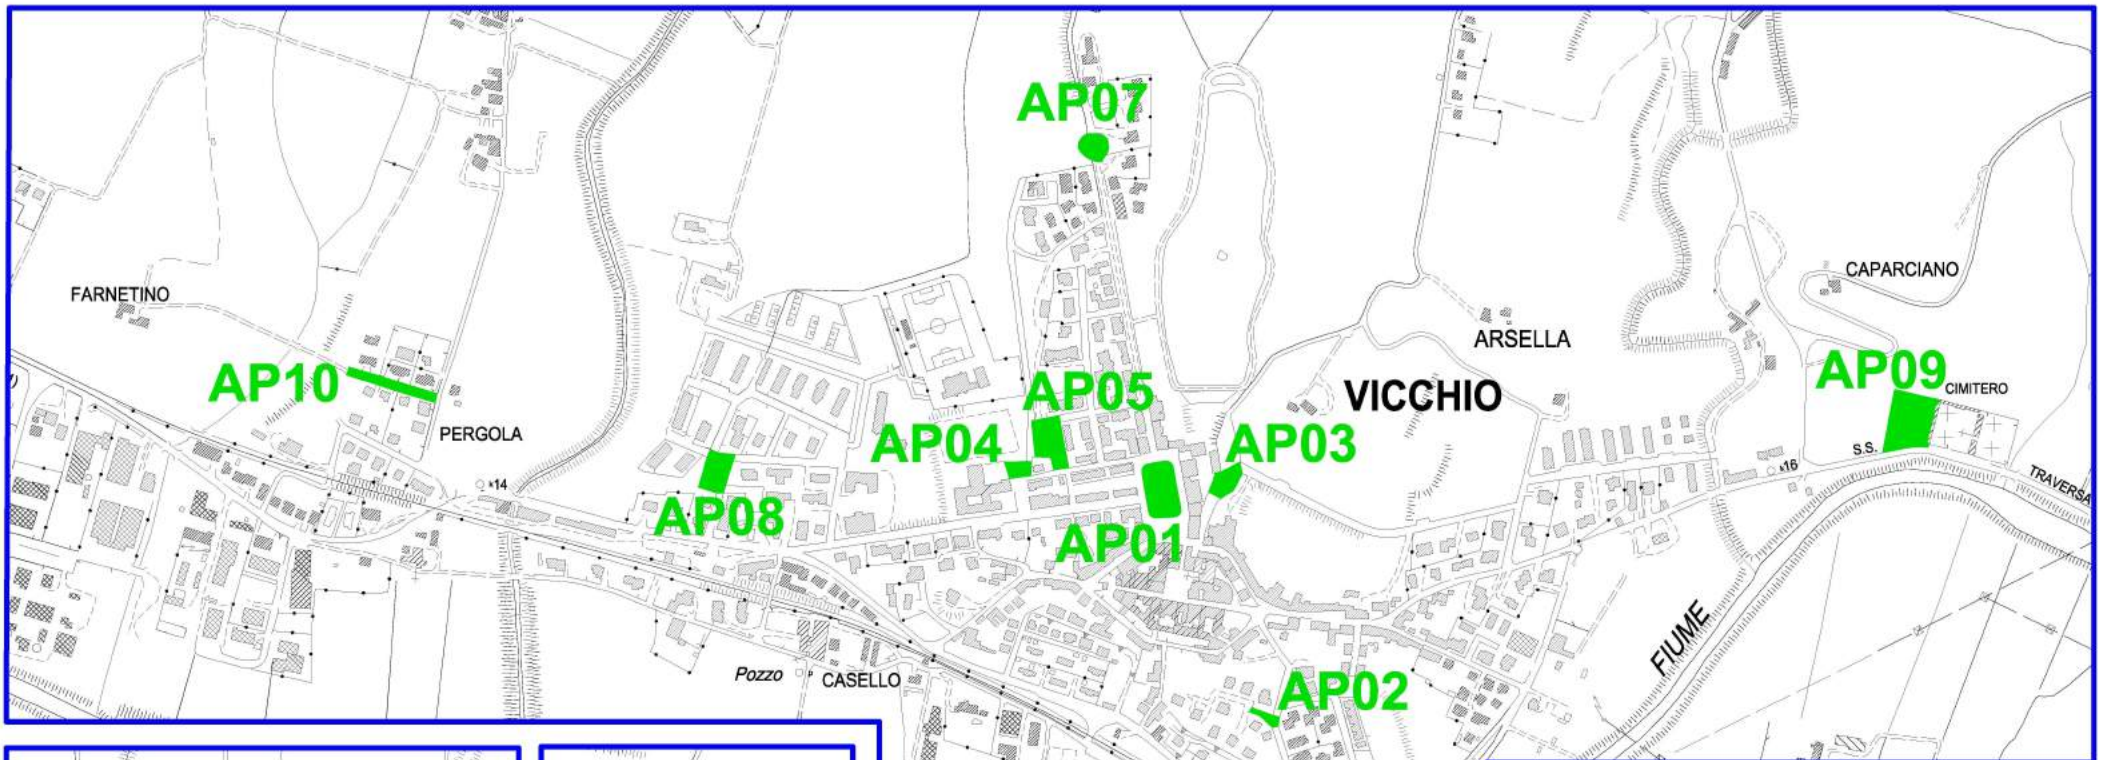 AP07
FARNETINO
CAPARCIANO
ARSELLA
AP10
AP05
VICCHIO
AP09
CIMITERO
PERGOLA
AP04
AP03
S.S.
16
TRAVERSA
14
AP08
AP01
FIUME
Pozzo
P
CASELLO
AP02